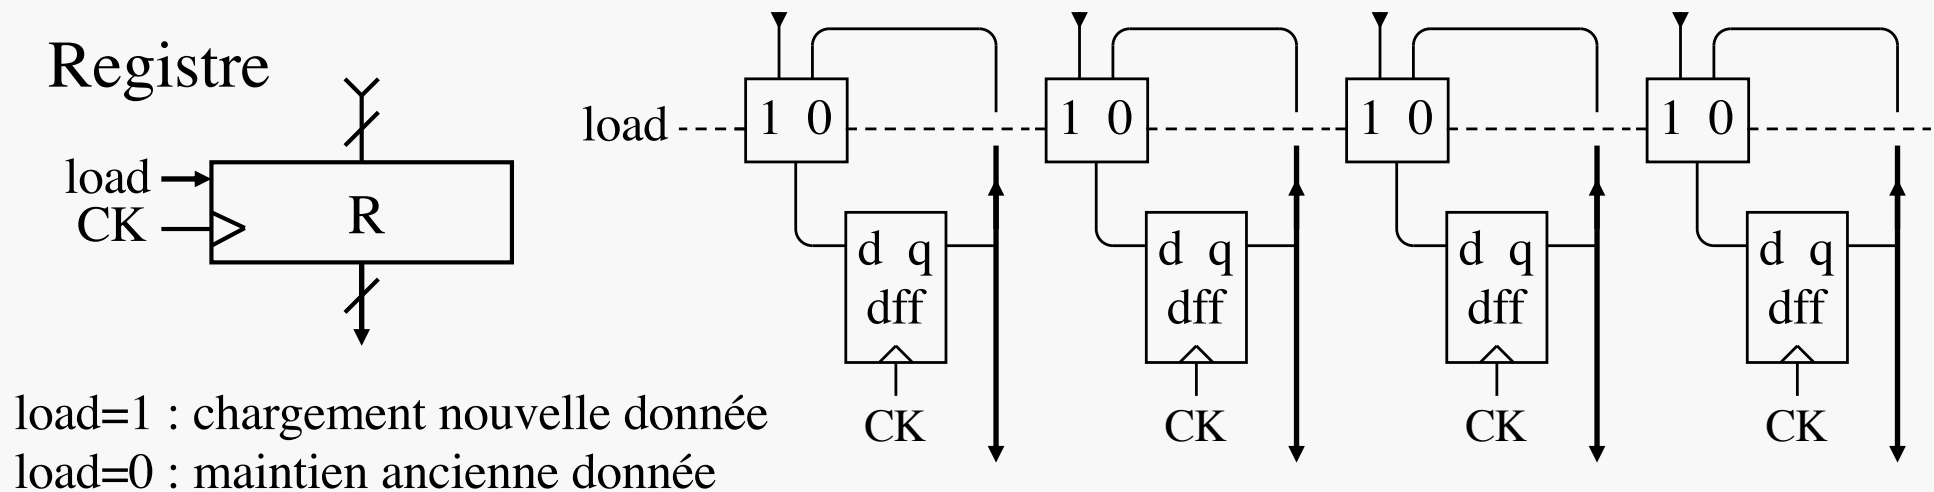 Registre
load
CK
R
load=1 : chargement nouvelle donnée
load=0 : maintien ancienne donnée
load
1 0
1 0
1 0
1 0
d q
dff
CK
d q
dff
CK
d q
dff
CK
d q
dff
CK